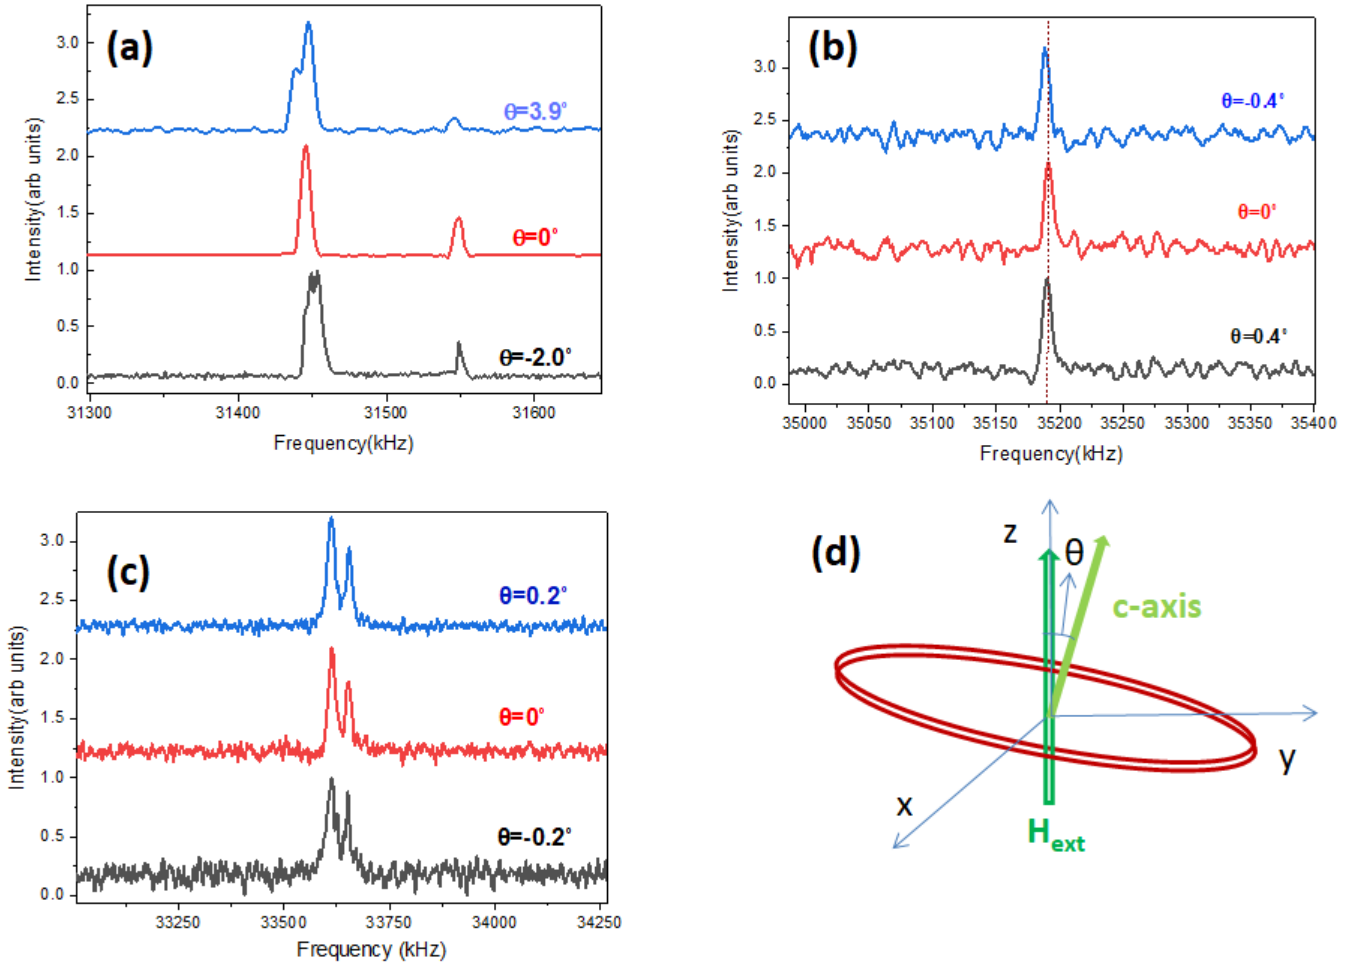 (a)
Intensity(arb units)
3.0
2.5
2.0
1.5
1.0
0.5
0.0
θ=3.9°
θ=0°
θ=-2.0°
31300 31400 31500 31600
Frequency(kHz)
(b)
Intensity(arb units)
3.0
2.5
2.0
1.5
1.0
0.5
0.0
θ=-0.4°
θ=0°
θ=0.4°
35000 35050 35100 35150 35200 35250 35300 35350 35400
Frequency(kHz)
(c)
Intensity(arb units)
3.0
2.5
2.0
1.5
1.0
0.5
0.0
θ=0.2°
θ=0°
θ=-0.2°
33250 33500 33750 34000 34250
Frequency (kHz)
(d)
z
θ
c-axis
y
x
Hext